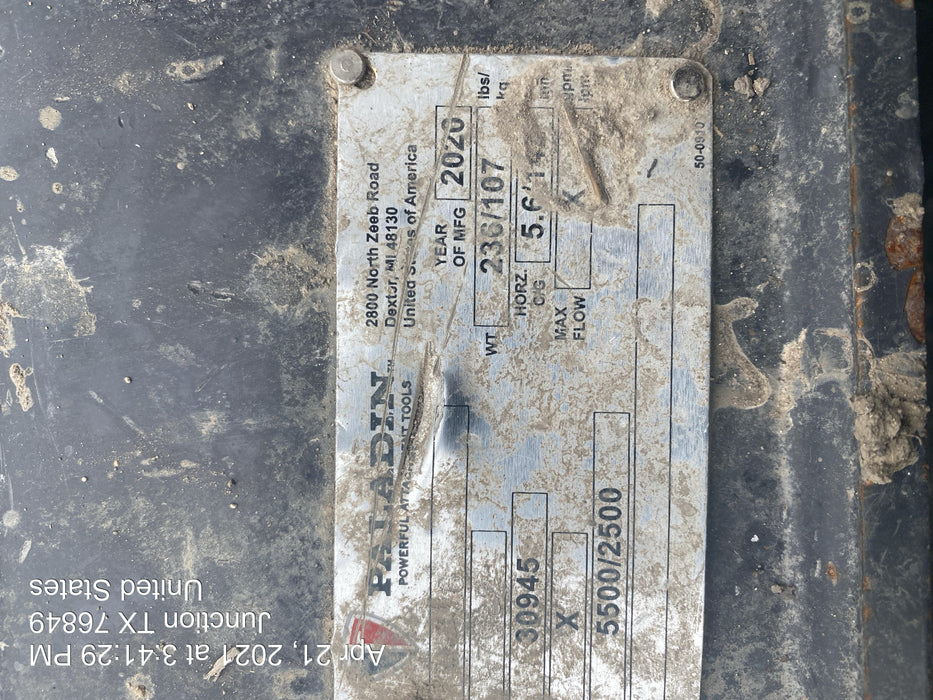 PALADIN
POWERFUL ATTACHMENT TOOLS
2800 North Zeeb Road
Dexter, MI 48130
United States of America
YEAR OF MFG 2020
WT 236/107 lbs/kg
30945
HORZ. C/G 5.6/
X
MAX FLOW X
5500/2500
Apr 21, 2021 at 3:41:29 PM
Junction TX 76849
United States